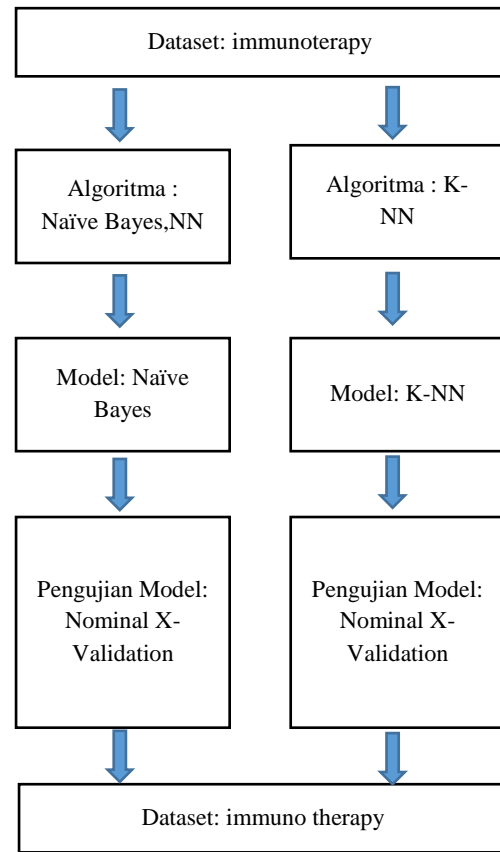 Dataset: immunoterapy
Algoritma :
Naïve Bayes,NN
Algoritma : K-
NN
Model: Naïve
Bayes
Model: K-NN
Pengujian Model:
Nominal X-
Validation
Pengujian Model:
Nominal X-
Validation
Dataset: immuno therapy